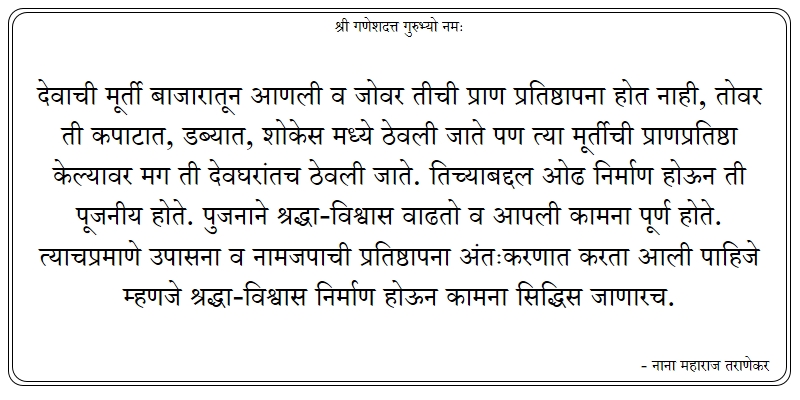 श्री गणेशदत्त गुरुभ्यो नमः
देवाची मूर्ती बाजारातून आणली व जोवर तीची प्राण प्रतिष्ठापना होत नाही, तोवर
ती कपाटात, डब्यात, शोकेस मध्ये ठेवली जाते पण त्या मूर्तीची प्राणप्रतिष्ठा
केल्यावर मग ती देवघरांतच ठेवली जाते. तिच्याबद्दल ओढ निर्माण होऊन ती
पूजनीय होते. पुजनाने श्रद्धा-विश्वास वाढतो व आपली कामना पूर्ण होते.
त्याचप्रमाणे उपासना व नामजपाची प्रतिष्ठापना अंतःकरणात करता आली पाहिजे
म्हणजे श्रद्धा-विश्वास निर्माण होऊन कामना सिद्धिस जाणारच.
- नाना महाराज तराणेकर